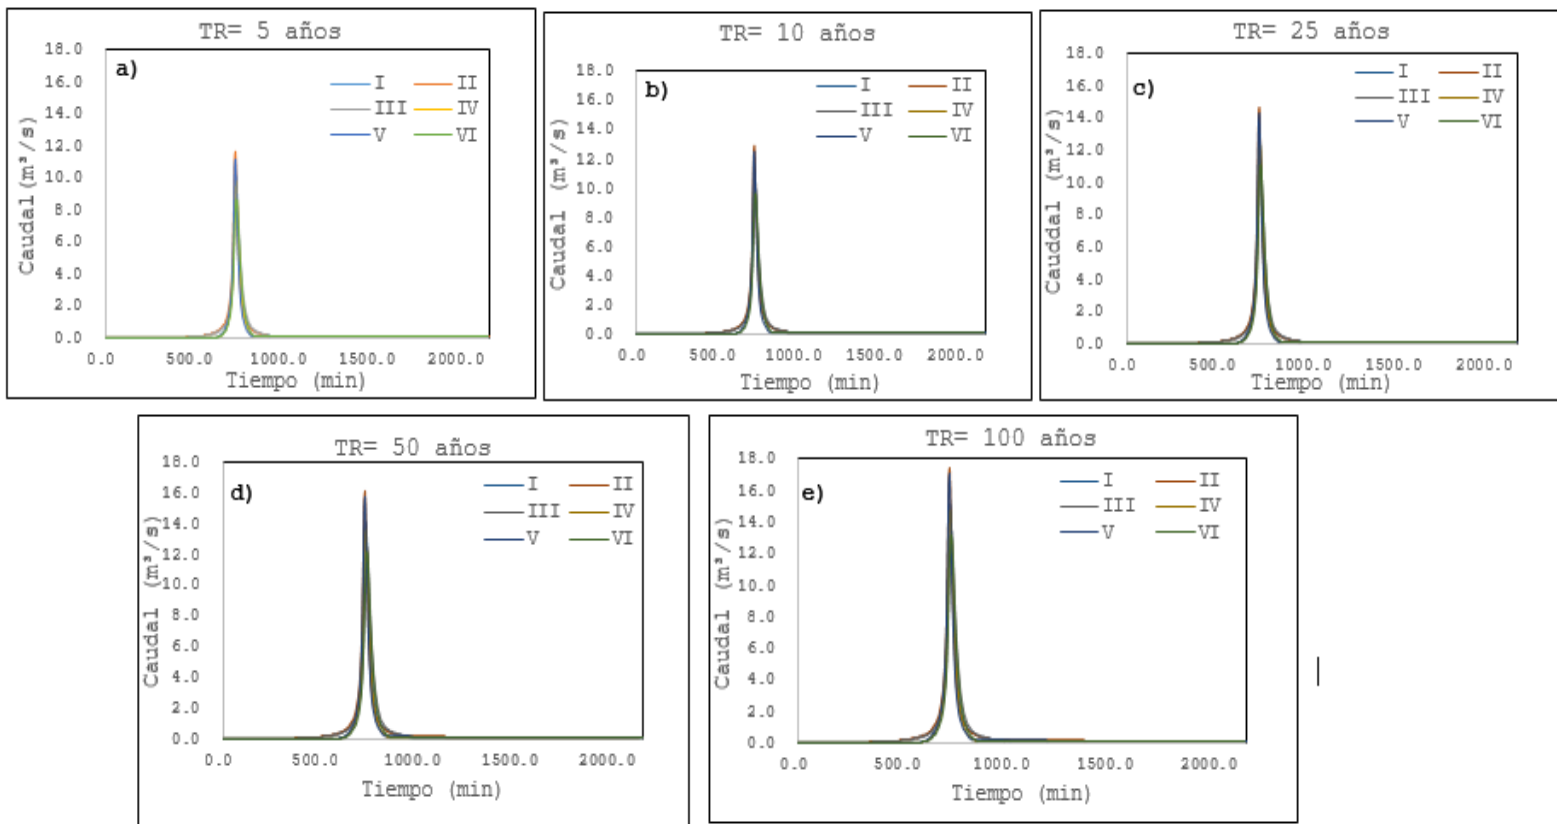 TR= 5 años
a)
I II
III IV
V VI
Caudal(m³/s)
18.0
16.0
14.0
12.0
10.0
8.0
6.0
4.0
2.0
0.0
0.0 500.0 1000.0 1500.0 2000.0
Tiempo (min)
TR= 10 años
b)
I II
III IV
V VI
Caudal (m³/s)
18.0
16.0
14.0
12.0
10.0
8.0
6.0
4.0
2.0
0.0
0.0 500.0 1000.0 1500.0 2000.0
Tiempo (min)
TR= 25 años
c)
I II
III IV
V VI
Cauddal (m³/s)
18.0
16.0
14.0
12.0
10.0
8.0
6.0
4.0
2.0
0.0
0.0 500.0 1000.0 1500.0 2000.0
Tiempo (min)
TR= 50 años
d)
I II
III IV
V VI
Caudal (m³/s)
18.0
16.0
14.0
12.0
10.0
8.0
6.0
4.0
2.0
0.0
0.0 500.0 1000.0 1500.0 2000.0
Tiempo (min)
TR= 100 años
e)
I II
III IV
V VI
Caudal (m³/s)
18.0
16.0
14.0
12.0
10.0
8.0
6.0
4.0
2.0
0.0
0.0 500.0 1000.0 1500.0 2000.0
Tiempo (min)